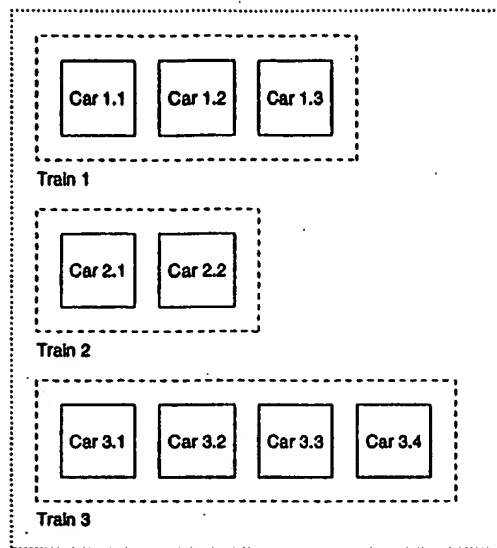 Car 1.1 Car 1.2 Car 1.3
Train 1
Car 2.1 Car 2.2
Train 2
Car 3.1 Car 3.2 Car 3.3 Car 3.4
Train 3